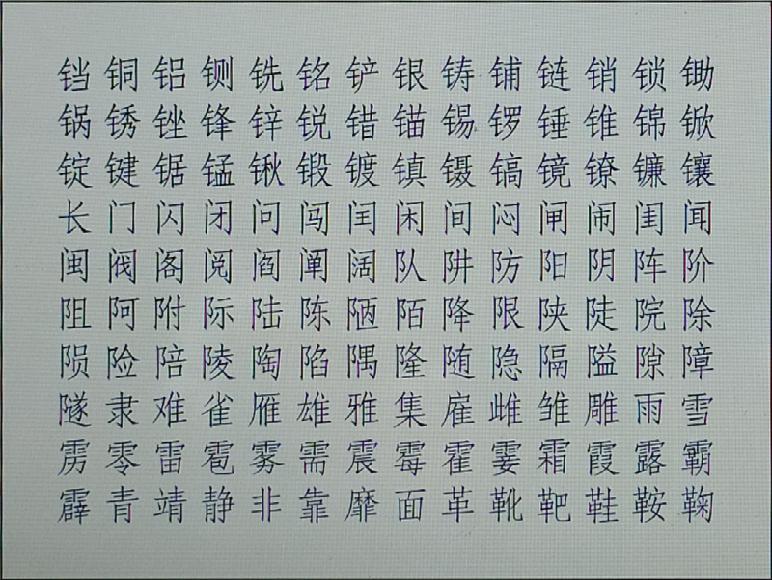 铛铜铝铡铣铭铲银铸铺链销锁锄
锅锈锉锋锌锐错锚锡锣锤锥锦锨
锭键锯锰锹锻镀镇镊镐镜镣镰镶
长门闪闭问闯闰闲间闷闸闹闺闻
闽阀阁阅阎阐阔队阱防阳阴阵阶
阻阿附际陆陈陋陌降限陕陡院除
陨险陪陵陶陷隅隆随隐隔隘隙障
隧隶难雀雁雄雅集雇雌雏雕雨雪
雳零雷雹雾需震霉霍霎霜霞露霸
霹青靖静非靠靡面革靴靶鞋鞍鞠